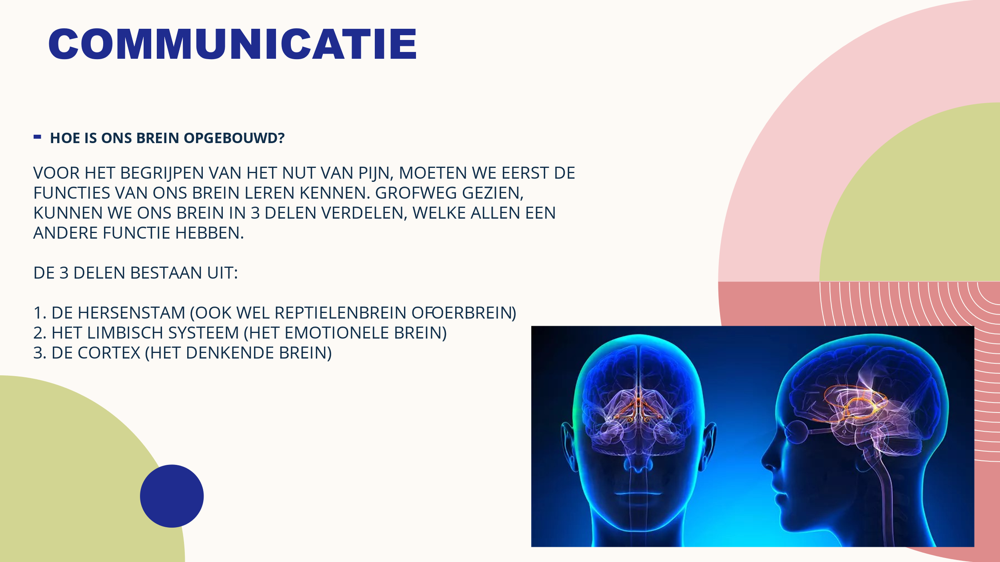 COMMUNICATIE
- HOE IS ONS BREIN OPGEBOUWD?
VOOR HET BEGRIJPEN VAN HET NUT VAN PIJN, MOETEN WE EERST DE
FUNCTIES VAN ONS BREIN LEREN KENNEN. GROFWEG GEZIEN,
KUNNEN WE ONS BREIN IN 3 DELEN VERDELEN, WELKE ALLEN EEN
ANDERE FUNCTIE HEBBEN.
DE 3 DELEN BESTAAN UIT:
1. DE HERSENSTAM (OOK WEL REPTIELENBREIN OFOERBREIN)
2. HET LIMBISCH SYSTEEM (HET EMOTIONELE BREIN)
3. DE CORTEX (HET DENKENDE BREIN)